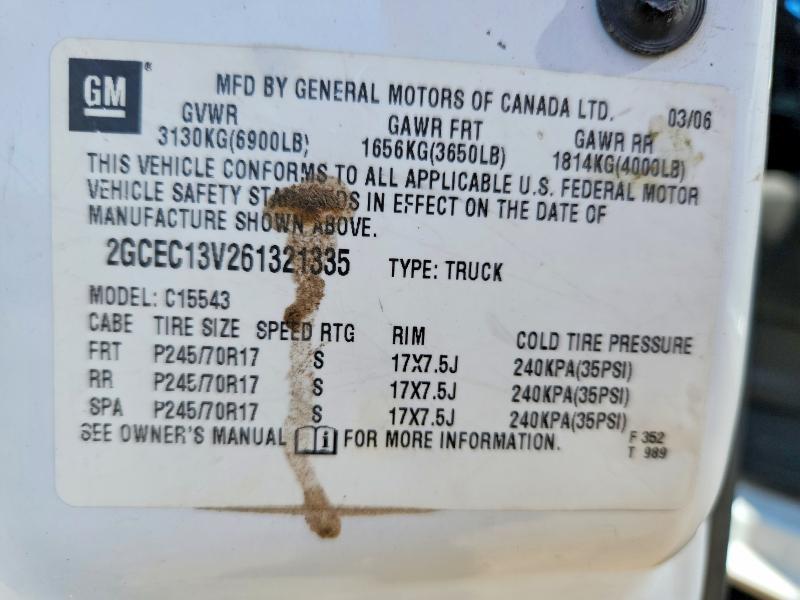 GM ®
MFD BY GENERAL MOTORS OF CANADA LTD.
03/06
GVWR GAWR FRT GAWR RR
3130KG(6900LB) 1656KG(3650LB) 1814KG(4000LB)
THIS VEHICLE CONFORMS TO ALL APPLICABLE U.S. FEDERAL MOTOR
VEHICLE SAFETY IN EFFECT ON THE DATE OF
MANUFACTURE SHOWN ABOVE.
2GCEC13V261321335 TYPE: TRUCK
MODEL: C15543
CABE TIRE SIZE SPEED RTG RIM COLD TIRE PRESSURE
FRT P245/70R17 S 17X7.5J 240KPA(35PSI)
RR P245/70R17 S 17X7.5J 240KPA(35PSI)
SPA P245/70R17 S 17X7.5J 240KPA(35PSI)
SEE OWNER'S MANUAL i FOR MORE INFORMATION.
F 352
T 989